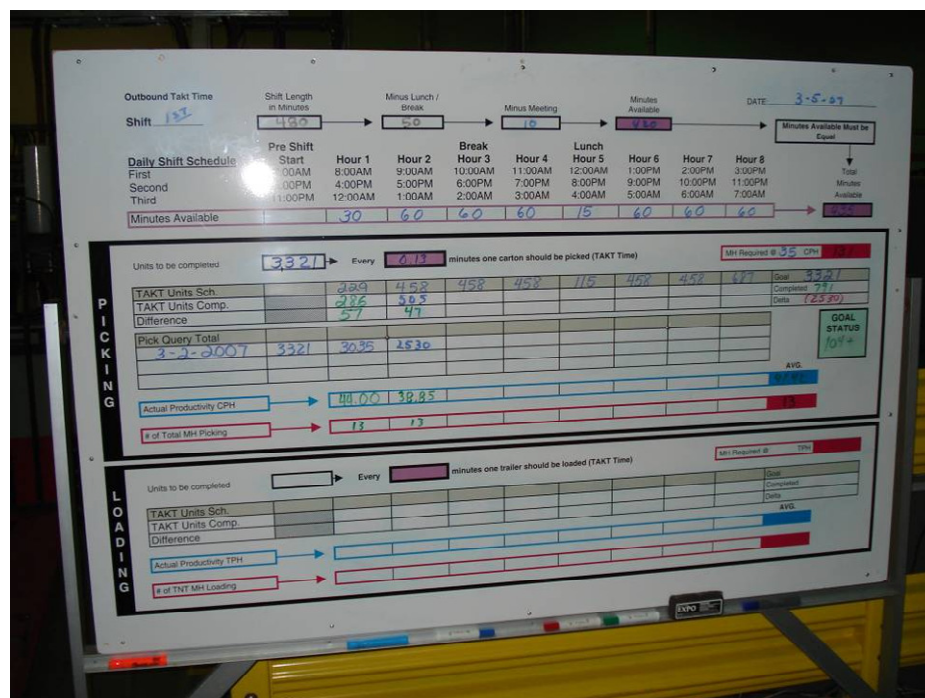 Outbound Takt Time
Shift Length in Minutes
Minus Lunch / Break
Minus Meeting
Minutes Available
DATE 3-5-07
Shift 1ST
480 50 10 420
Minutes Available Must be Equal
Pre Shift Break Lunch
Daily Shift Schedule Start Hour 1 Hour 2 Hour 3 Hour 4 Hour 5 Hour 6 Hour 7 Hour 8
First :00AM 8:00AM 9:00AM 10:00AM 11:00AM 12:00AM 1:00PM 2:00PM 3:00PM
Second :00PM 4:00PM 5:00PM 6:00PM 7:00PM 8:00PM 9:00PM 10:00PM 11:00PM
Third 11:00PM 12:00AM 1:00AM 2:00AM 3:00AM 4:00AM 5:00AM 6:00AM 7:00AM
Total Minutes Available
Minutes Available 30 60 60 60 15 60 60 60
PICKING
Units to be completed 3,321 Every 0.13 minutes one carton should be picked (TAKT Time)
MH Required @ 35 CPH
TAKT Units Sch. 229 458 458 458 115 458 458 687 Goal 3321
TAKT Units Comp. 286 505 Completed 791
Difference 57 47 Delta (2530)
Pick Query Total
3-2-2007 3321 3035 2530
GOAL STATUS
104+
AVG.
Actual Productivity CPH 44.00 38.85
# of Total MH Picking 13 13 13
LOADING
Units to be completed Every minutes one trailer should be loaded (TAKT Time)
MH Required @ TPH
TAKT Units Sch. Goal
TAKT Units Comp. Completed
Difference Delta
AVG.
Actual Productivity TPH
# of TNT MH Loading
EXPO